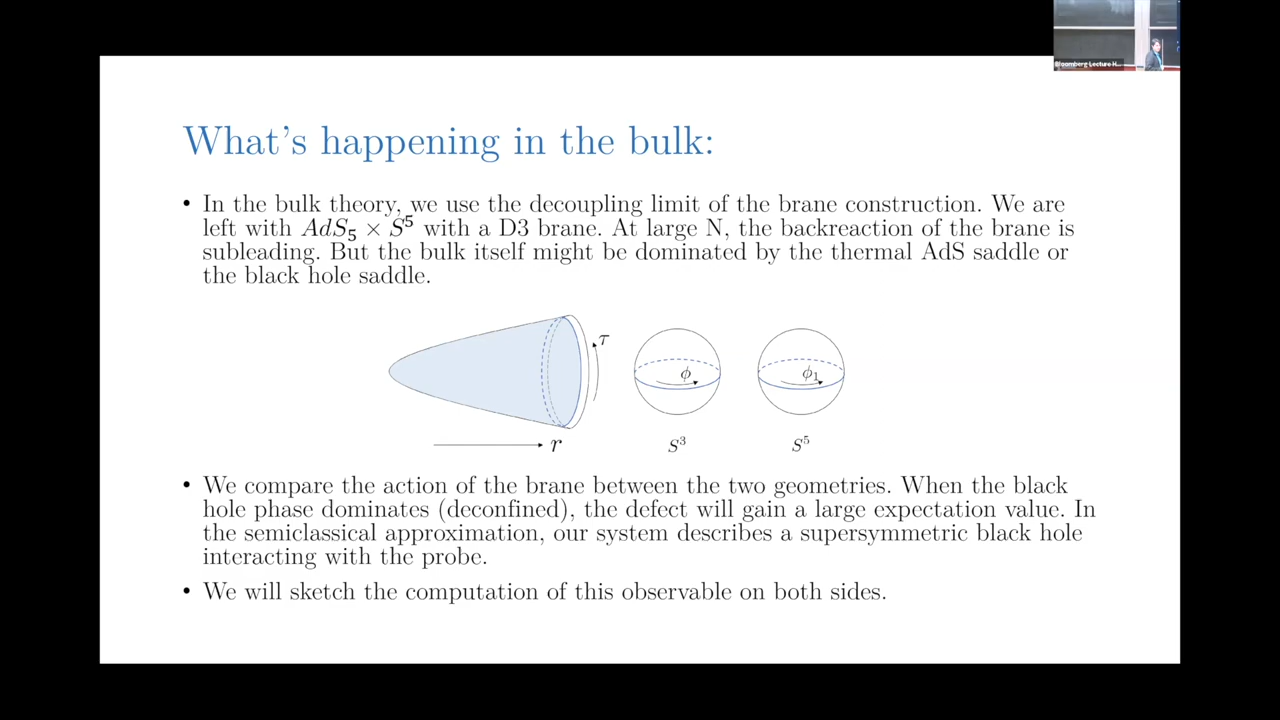 Bloomberg Lecture H...
What's happening in the bulk:
• In the bulk theory, we use the decoupling limit of the brane construction. We are
left with AdS₅ × S⁵ with a D3 brane. At large N, the backreaction of the brane is
subleading. But the bulk itself might be dominated by the thermal AdS saddle or
the black hole saddle.
τ
ϕ
ϕ₁
r
S³
S⁵
• We compare the action of the brane between the two geometries. When the black
hole phase dominates (deconfined), the defect will gain a large expectation value. In
the semiclassical approximation, our system describes a supersymmetric black hole
interacting with the probe.
• We will sketch the computation of this observable on both sides.